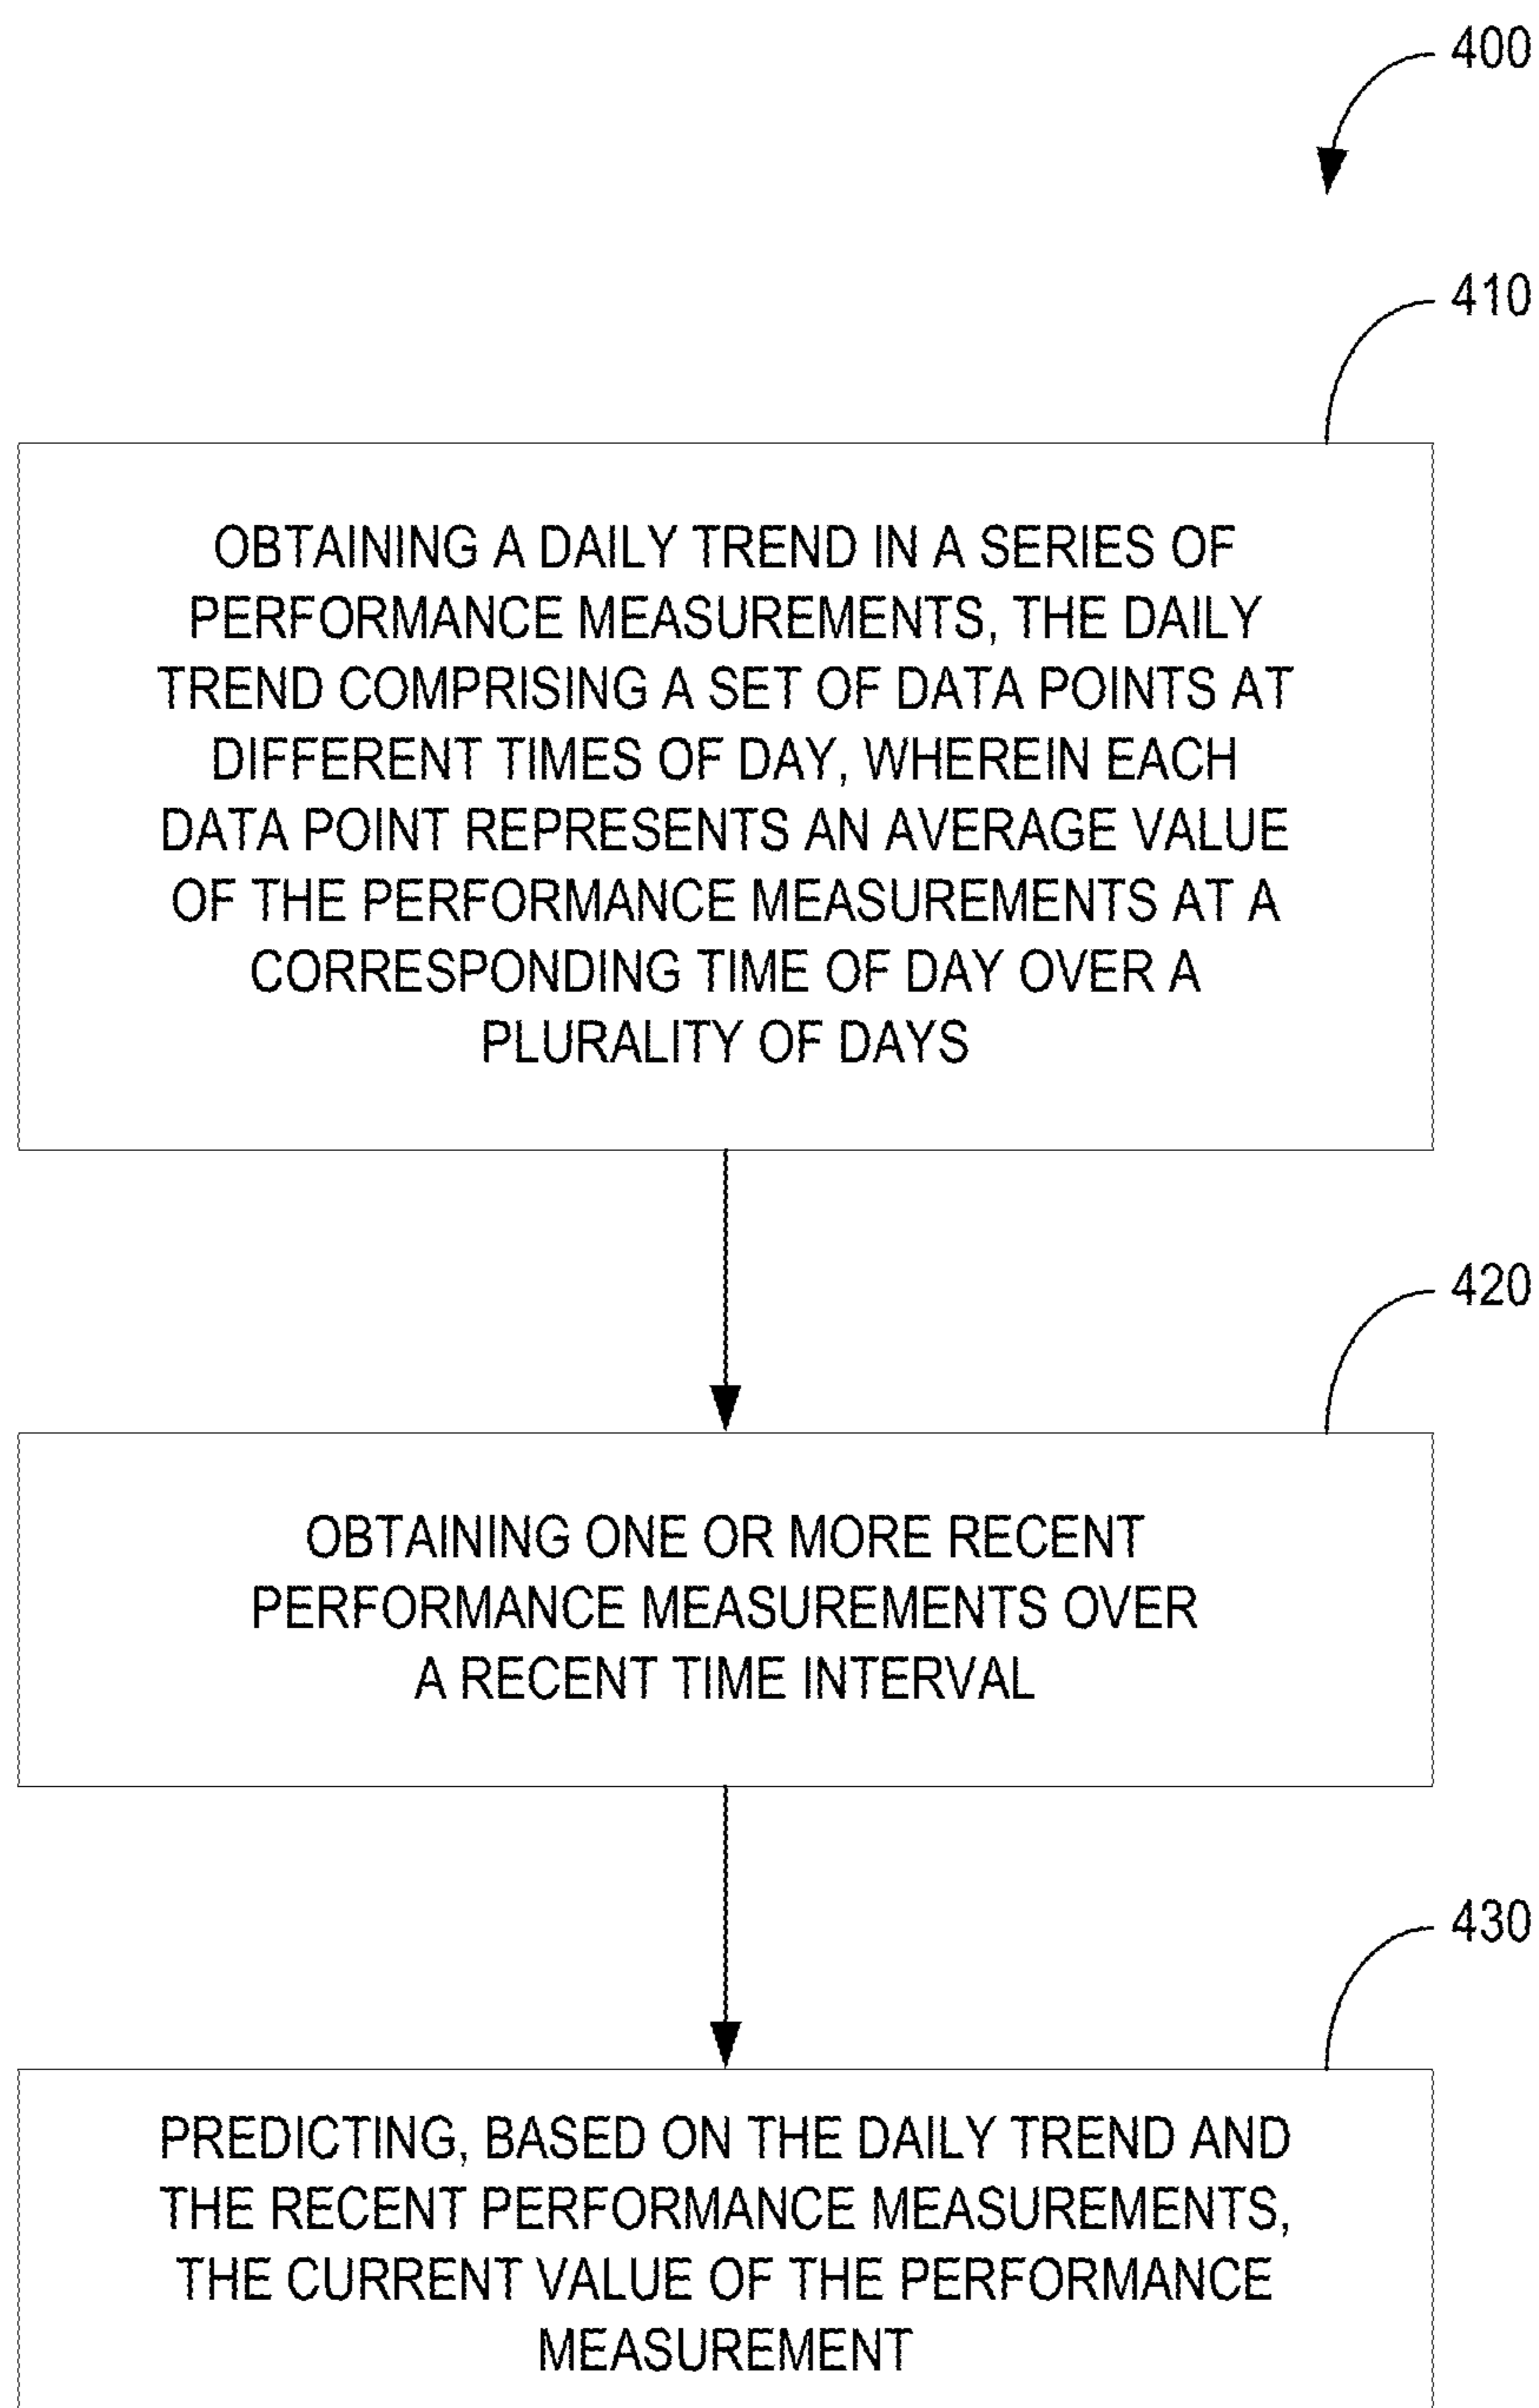 400
410
OBTAINING A DAILY TREND IN A SERIES OF
PERFORMANCE MEASUREMENTS, THE DAILY
TREND COMPRISING A SET OF DATA POINTS AT
DIFFERENT TIMES OF DAY, WHEREIN EACH
DATA POINT REPRESENTS AN AVERAGE VALUE
OF THE PERFORMANCE MEASUREMENTS AT A
CORRESPONDING TIME OF DAY OVER A
PLURALITY OF DAYS
420
OBTAINING ONE OR MORE RECENT
PERFORMANCE MEASUREMENTS OVER
A RECENT TIME INTERVAL
430
PREDICTING, BASED ON THE DAILY TREND AND
THE RECENT PERFORMANCE MEASUREMENTS,
THE CURRENT VALUE OF THE PERFORMANCE
MEASUREMENT